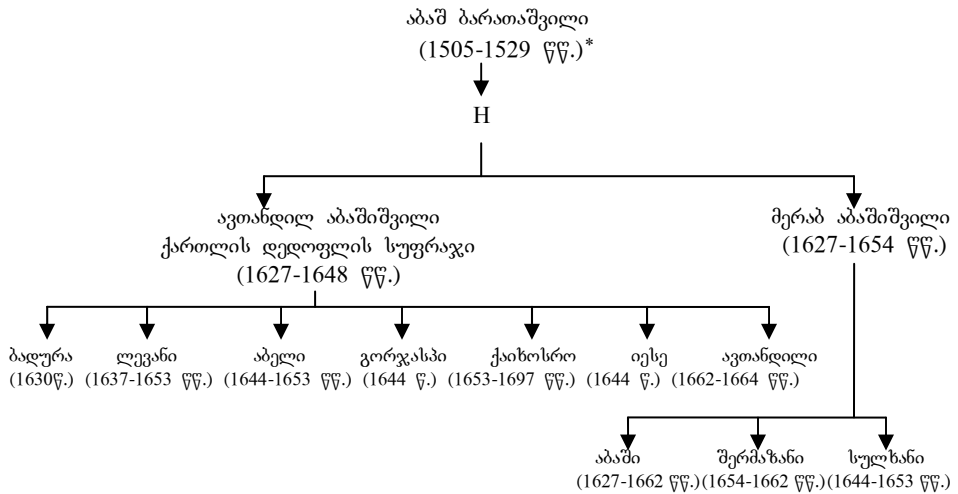 აბაშ ბარათაშვილი
(1505-1529 წწ.)*
H
ავთანდილ აბაშიშვილი
ქართლის დედოფლის სუფრაჯი
(1627-1648 წწ.)
მერაბ აბაშიშვილი
(1627-1654 წწ.)
ბადურა ლევანი აბელი გორჯასპი ქაიხოსრო იესე ავთანდილი
(1630წ.) (1637-1653 წწ.) (1644-1653 წწ.) (1644 წ.) (1653-1697 წწ.) (1644 წ.) (1662-1664 წწ.)
აბაში შერმაზანი სულხანი
(1627-1662 წწ.) (1654-1662 წწ.) (1644-1653 წწ.)